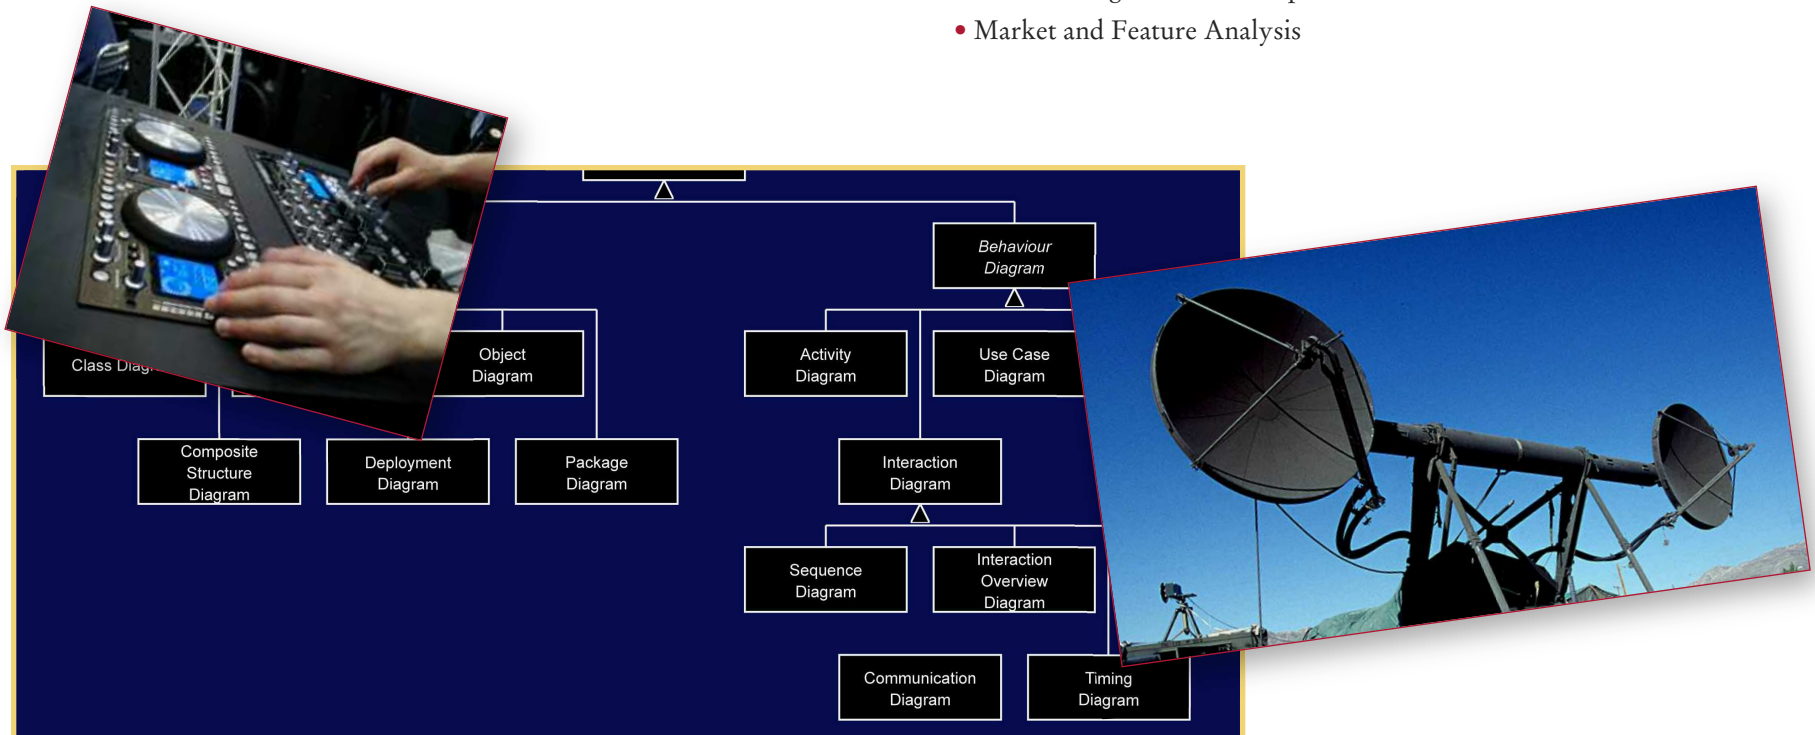 • Market and Feature Analysis
Behaviour
Diagram
Class
Object
Diagram
Activity
Diagram
Use Case
Diagram
Composite
Structure
Diagram
Deployment
Diagram
Package
Diagram
Interaction
Diagram
Sequence
Diagram
Interaction
Overview
Diagram
Communication
Diagram
Timing
Diagram